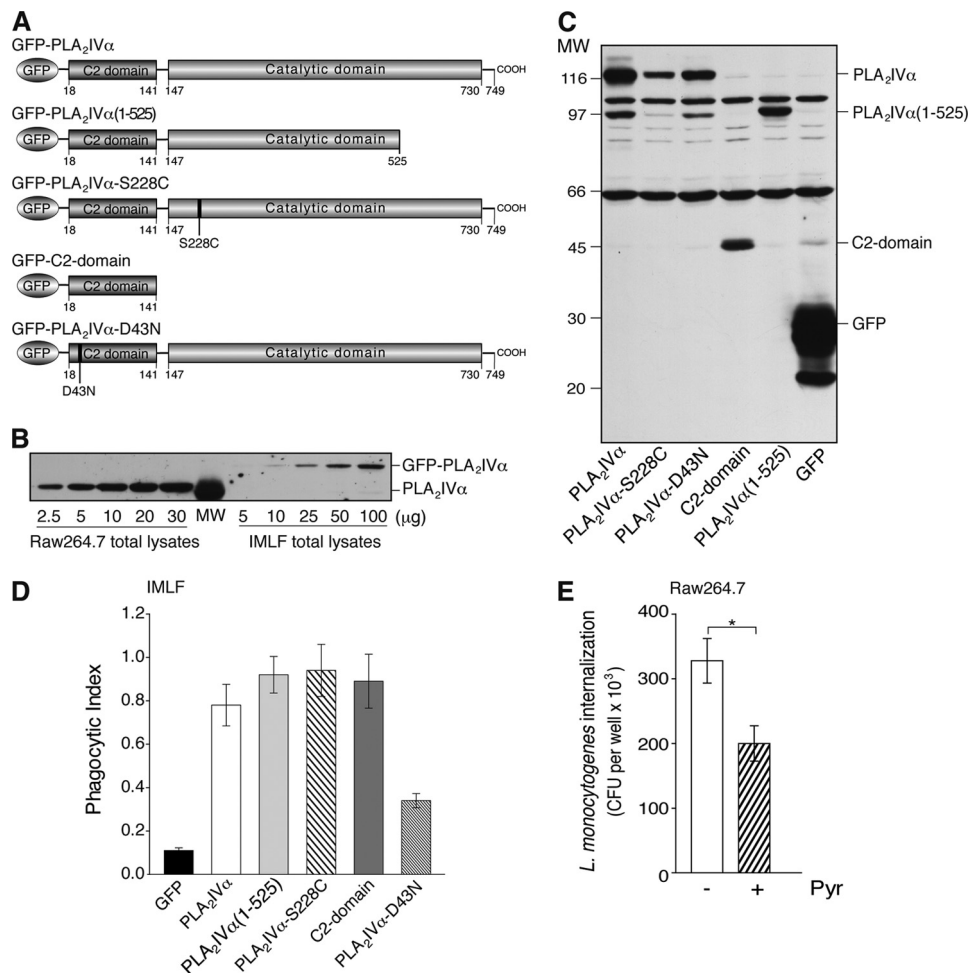 A
GFP-PLA₂IVα
GFP C2 domain Catalytic domain COOH
18 141 147 730 749
GFP-PLA₂IVα(1-525)
GFP C2 domain Catalytic domain
18 141 147 525
GFP-PLA₂IVα-S228C
GFP C2 domain Catalytic domain COOH
18 141 147 730 749
S228C
GFP-C2-domain
GFP C2 domain
18 141
GFP-PLA₂IVα-D43N
GFP C2 domain Catalytic domain COOH
18 141 147 730 749
D43N
B
GFP-PLA₂IVα
PLA₂IVα
2.5 5 10 20 30 MW 5 10 25 50 100 (μg)
Raw264.7 total lysates IMLF total lysates
C
MW
116
97
66
45
30
20
PLA₂IVα
PLA₂IVα(1-525)
C2-domain
GFP
PLA₂IVα
PLA₂IVα-S228C
PLA₂IVα-D43N
C2-domain
PLA₂IVα(1-525)
GFP
D
IMLF
Phagocytic Index
1.2
1.0
0.8
0.6
0.4
0.2
0.0
GFP
PLA₂IVα
PLA₂IVα(1-525)
PLA₂IVα-S228C
C2-domain
PLA₂IVα-D43N
E
Raw264.7
L. monocytogenes internalization
(CFU per well x 10³)
400
300
200
100
0
*
- + Pyr